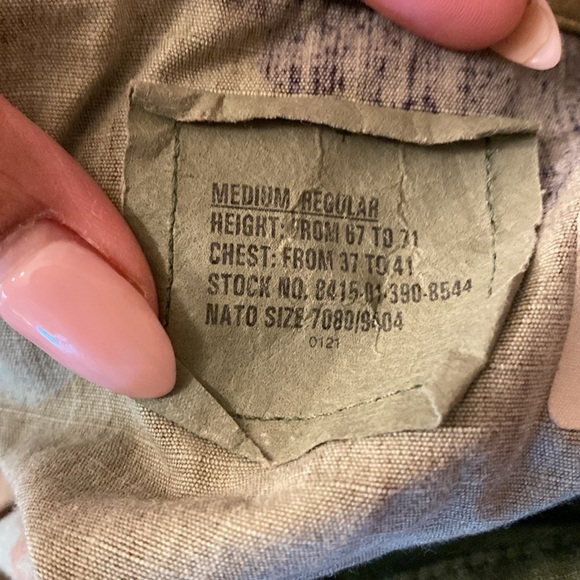 MEDIUM REGULAR
HEIGHT: FROM 67 TO 71
CHEST: FROM 37 TO 41
STOCK NO. 8415-01-390-8544
NATO SIZE 7080/9404
0121